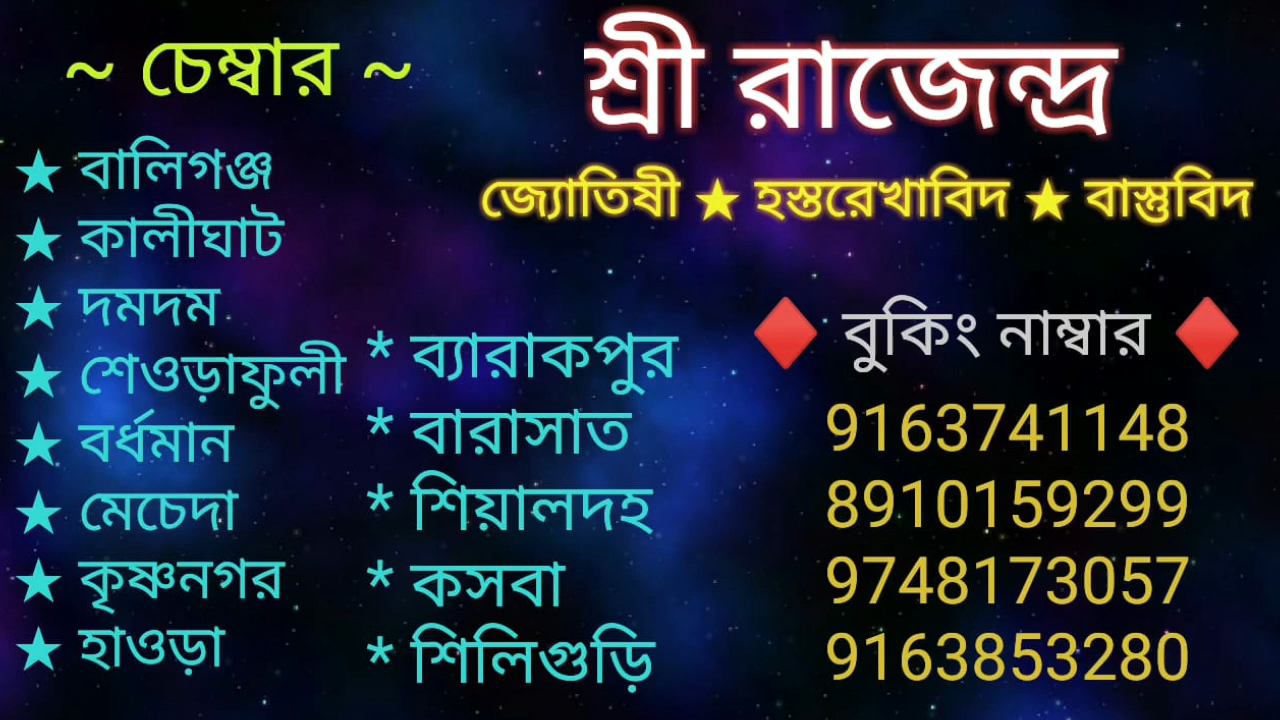 ~ চেম্বার ~
★ বালিগঞ্জ
★ কালীঘাট
★ দমদম
★ শেওড়াফুলী
★ বর্ধমান
★ মেচেদা
★ কৃষ্ণনগর
★ হাওড়া
* ব্যারাকপুর
* বারাসাত
* শিয়ালদহ
* কসবা
* শিলিগুড়ি
শ্রী রাজেন্দ্র
জ্যোতিষী ★ হস্তরেখাবিদ ★ বাস্তুবিদ
♦ বুকিং নাম্বার ♦
9163741148
8910159299
9748173057
9163853280